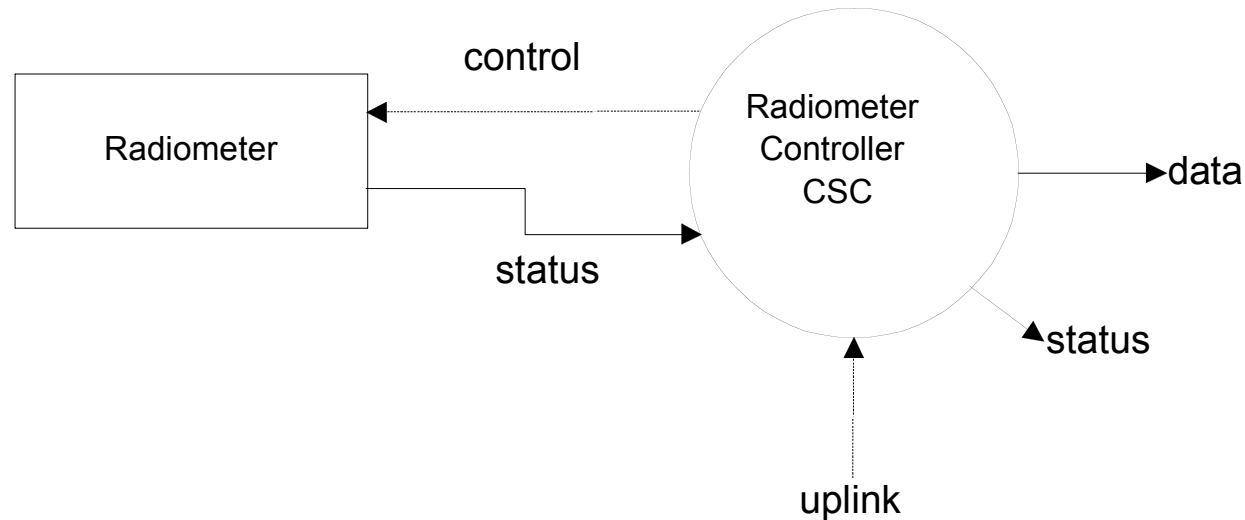 control
Radiometer
Radiometer
Controller
CSC
data
status
status
uplink